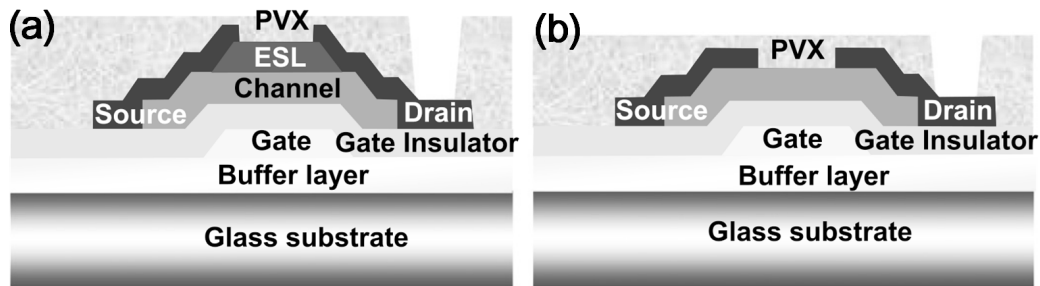 (a)
PVX
ESL
Channel
Source
Drain
Gate
Gate Insulator
Buffer layer
Glass substrate
(b)
PVX
Source
Drain
Gate
Gate Insulator
Buffer layer
Glass substrate